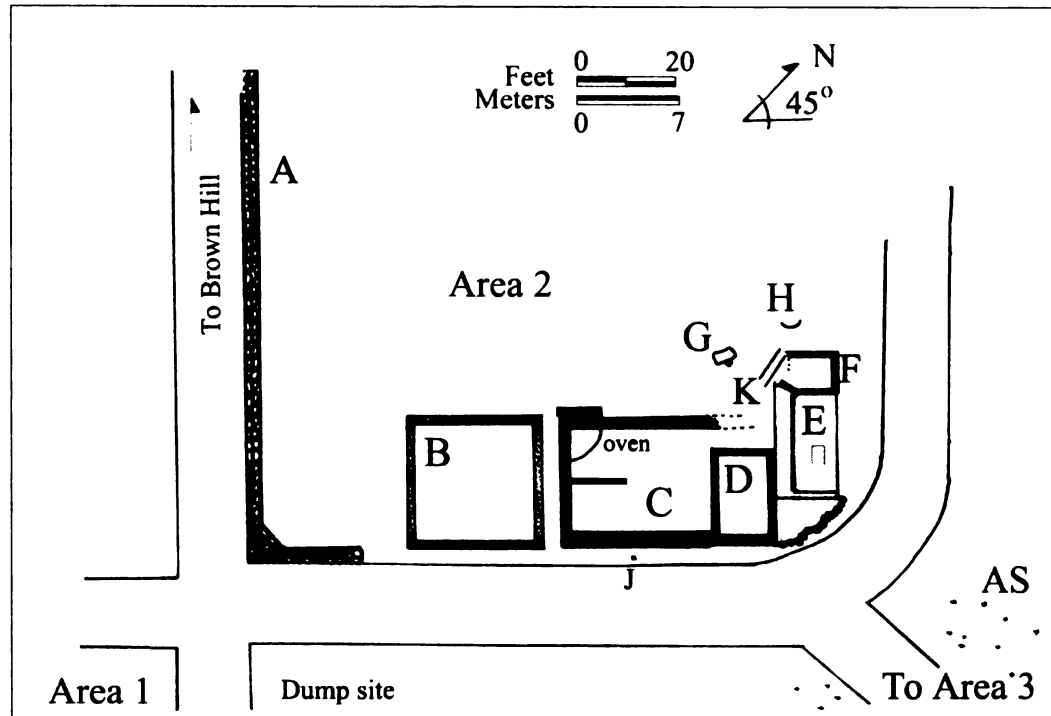 0 20
Feet
Meters
0 7
N
45°
To Brown Hill
A
Area 2
H
G
K
F
E
B
oven
C
D
J
AS
Area 1
Dump site
To Area 3